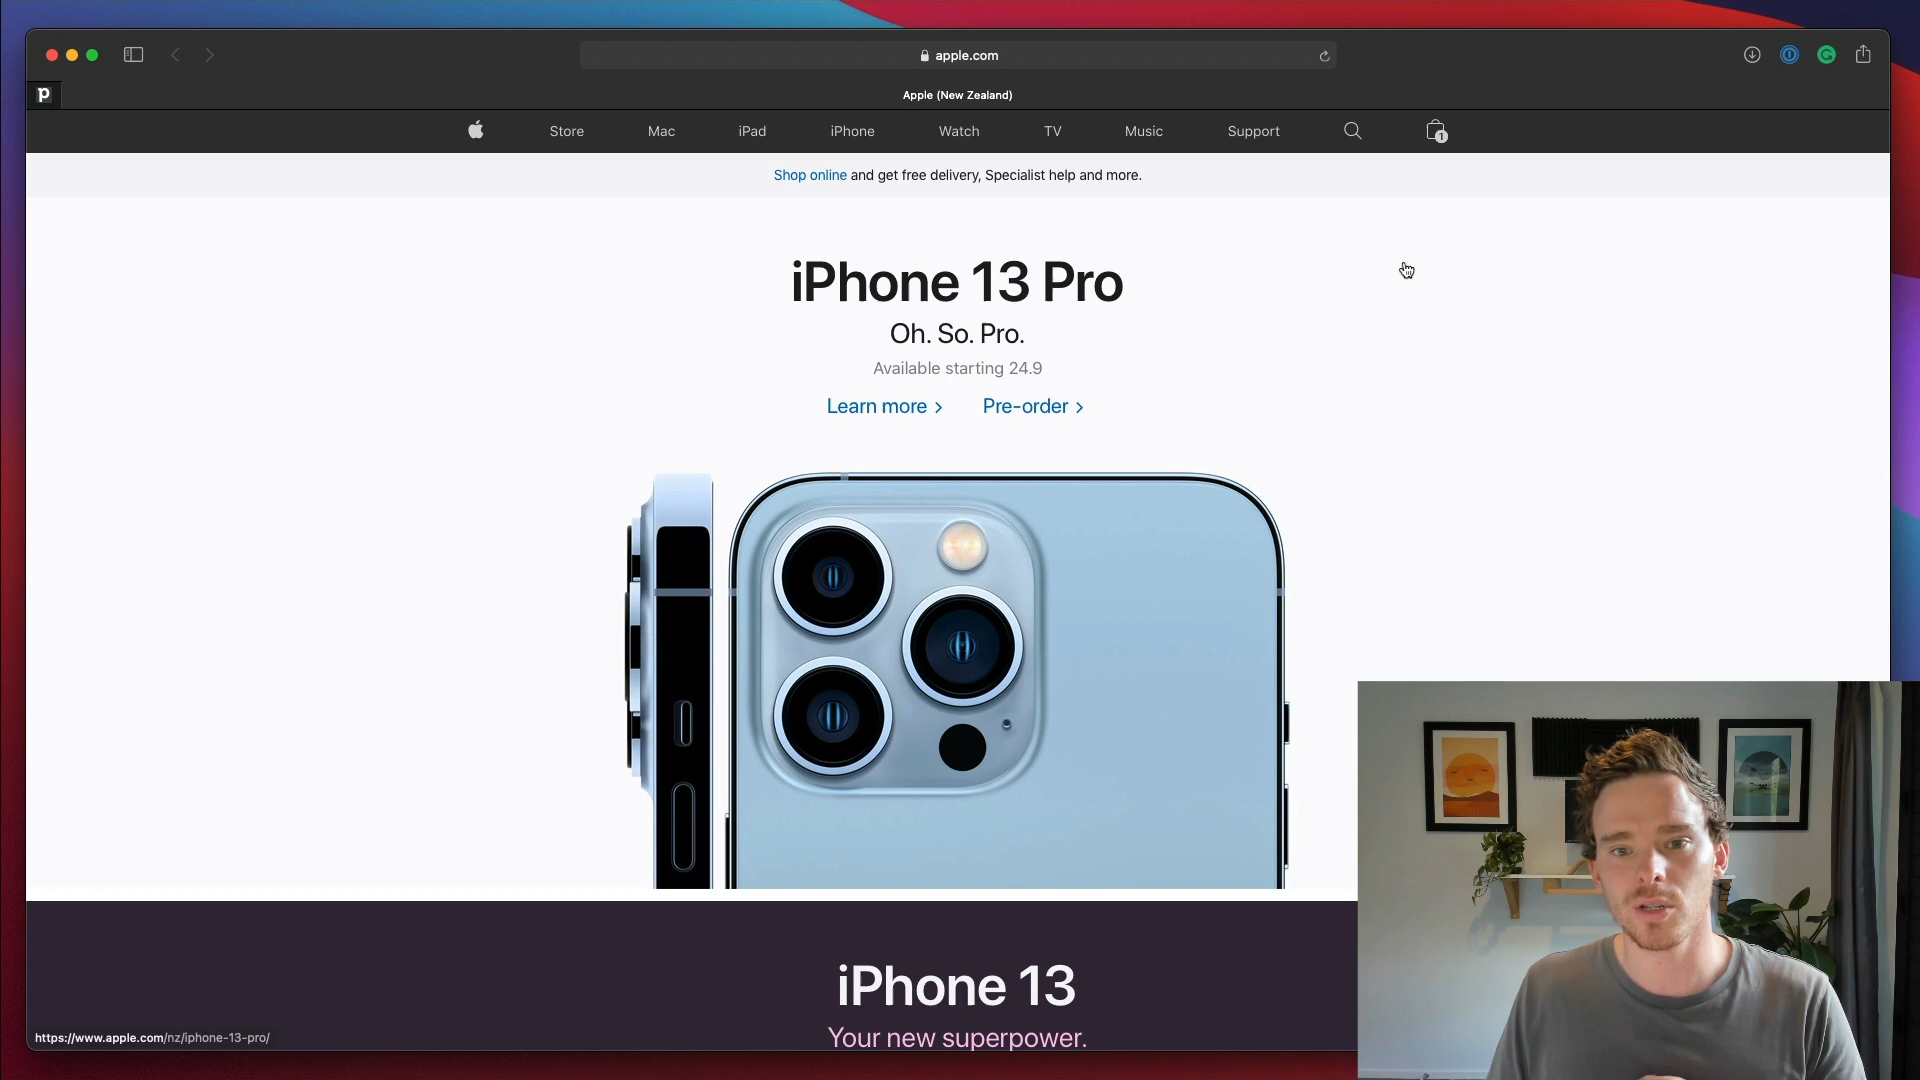 apple.com
p
Apple (New Zealand)
Store Mac iPad iPhone Watch TV Music Support 1
Shop online and get free delivery, Specialist help and more.
iPhone 13 Pro
Oh. So. Pro.
Available starting 24.9
Learn more > Pre-order >
iPhone 13
Your new superpower.
https://www.apple.com/nz/iphone-13-pro/